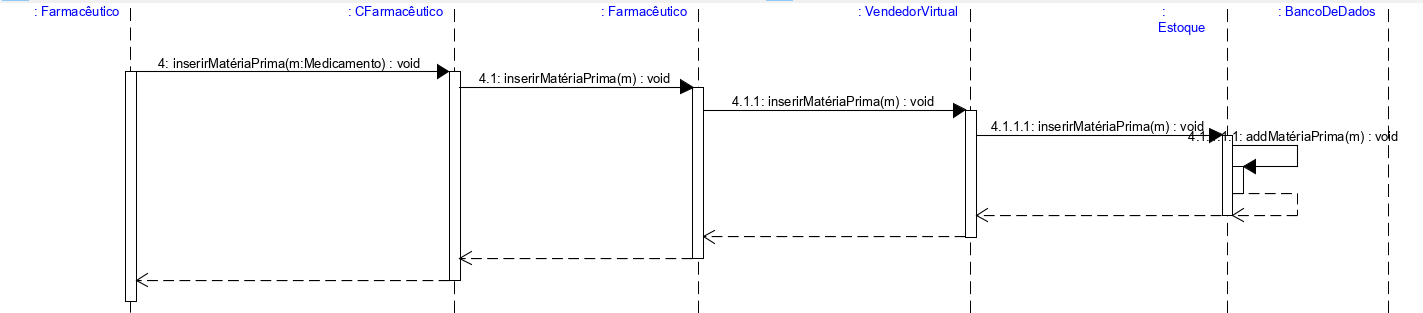 : Farmacêutico
: CFarmacêutico
: Farmacêutico
: VendedorVirtual
:
Estoque
: BancoDeDados
4: inserirMatériaPrima(m:Medicamento) : void
4.1: inserirMatériaPrima(m) : void
4.1.1: inserirMatériaPrima(m) : void
4.1.1.1: inserirMatériaPrima(m) : void
4.1.1.1.1: addMatériaPrima(m) : void